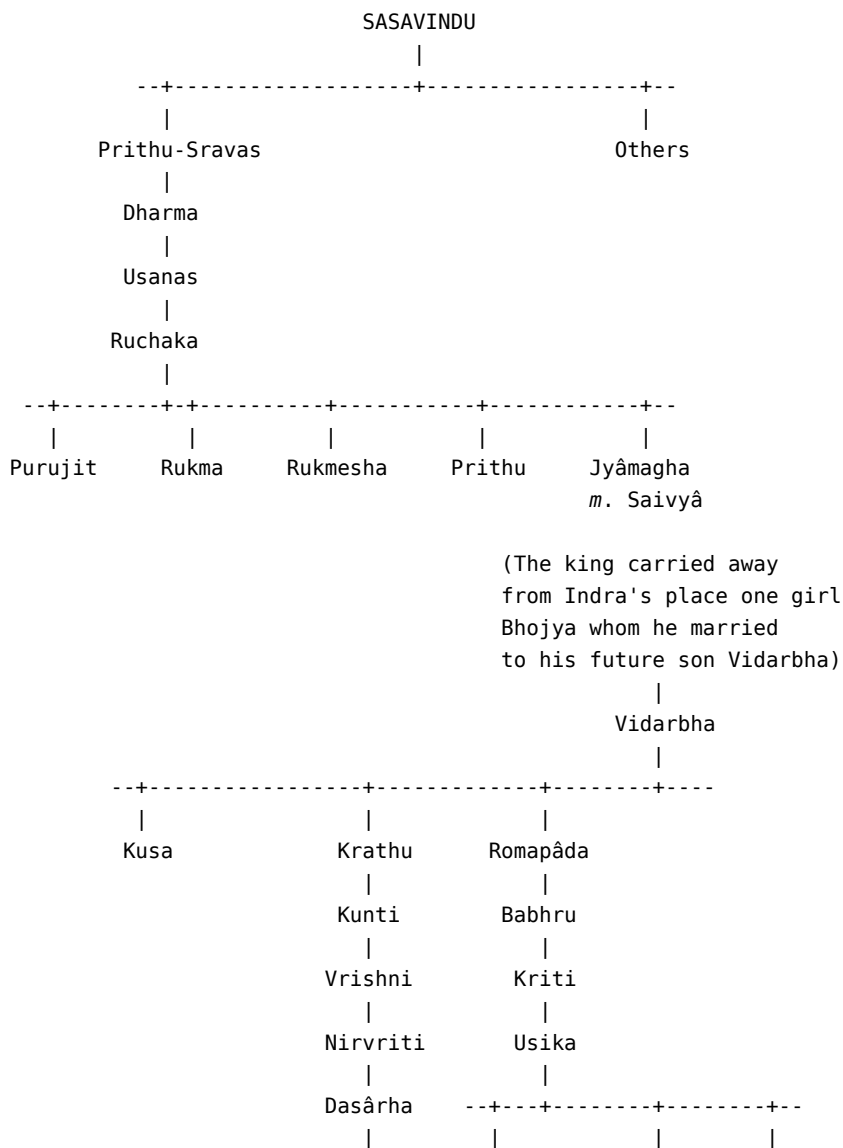 SASAVINDU
|
--+-------------------+-----------------+--
| |
Prithu-Sravas Others
|
Dharma
|
Usanas
|
Ruchaka
|
--+--------+-+----------+-----------+------------+--
| | | | |
Purujit Rukma Rukmesha Prithu Jyâmagha
m. Saivyâ
(The king carried away
from Indra's place one girl
Bhojya whom he married
to his future son Vidarbha)
|
Vidarbha
|
--+-----------------+-------------+--------+----
| | |
Kusa Krathu Romapâda
| |
Kunti Babhru
| |
Vrishni Kriti
| |
Nirvriti Usika
| |
Dasârha --+---+--------+--------+--
| | | |